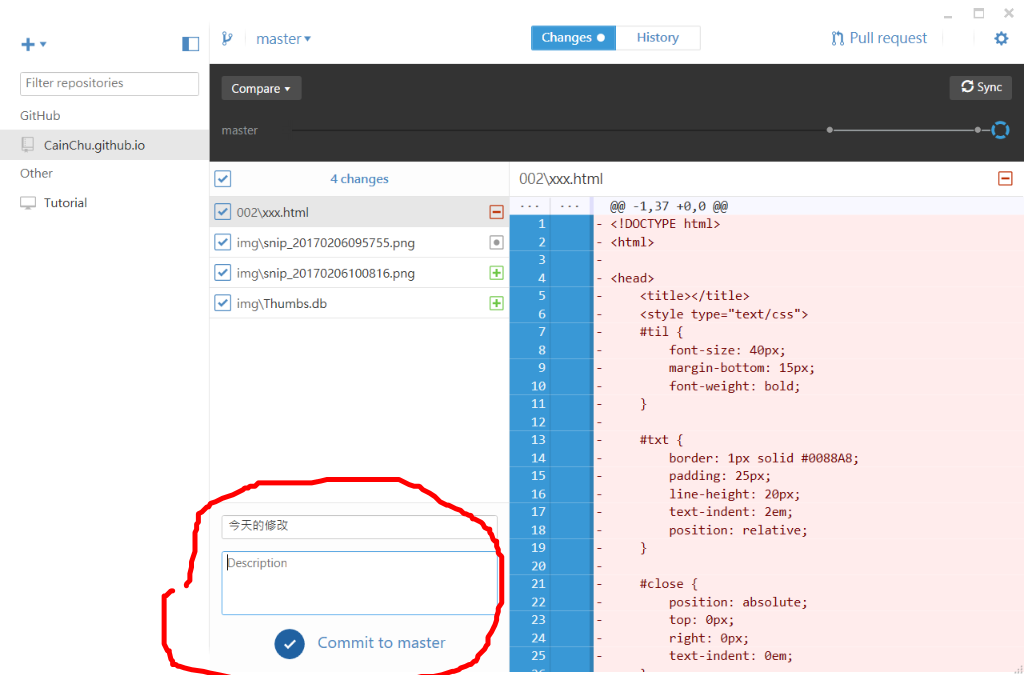 master
Changes
History
Pull request
Filter repositories
GitHub
CainChu.github.io
Other
Tutorial
Compare
Sync
master
4 changes
002\xxx.html
img\snip_20170206095755.png
img\snip_20170206100816.png
img\Thumbs.db
今天的修改
Description
Commit to master
002\xxx.html
... ... @@ -1,37 +0,0 @@
1 - <!DOCTYPE html>
2 - <html>
3 -
4 - <head>
5 - <title></title>
6 - <style type="text/css">
7 - #til {
8 - font-size: 40px;
9 - margin-bottom: 15px;
10 - font-weight: bold;
11 - }
12 -
13 - #txt {
14 - border: 1px solid #0088A8;
15 - padding: 25px;
16 - line-height: 20px;
17 - text-indent: 2em;
18 - position: relative;
19 - }
20 -
21 - #close {
22 - position: absolute;
23 - top: 0px;
24 - right: 0px;
25 - text-indent: 0em;